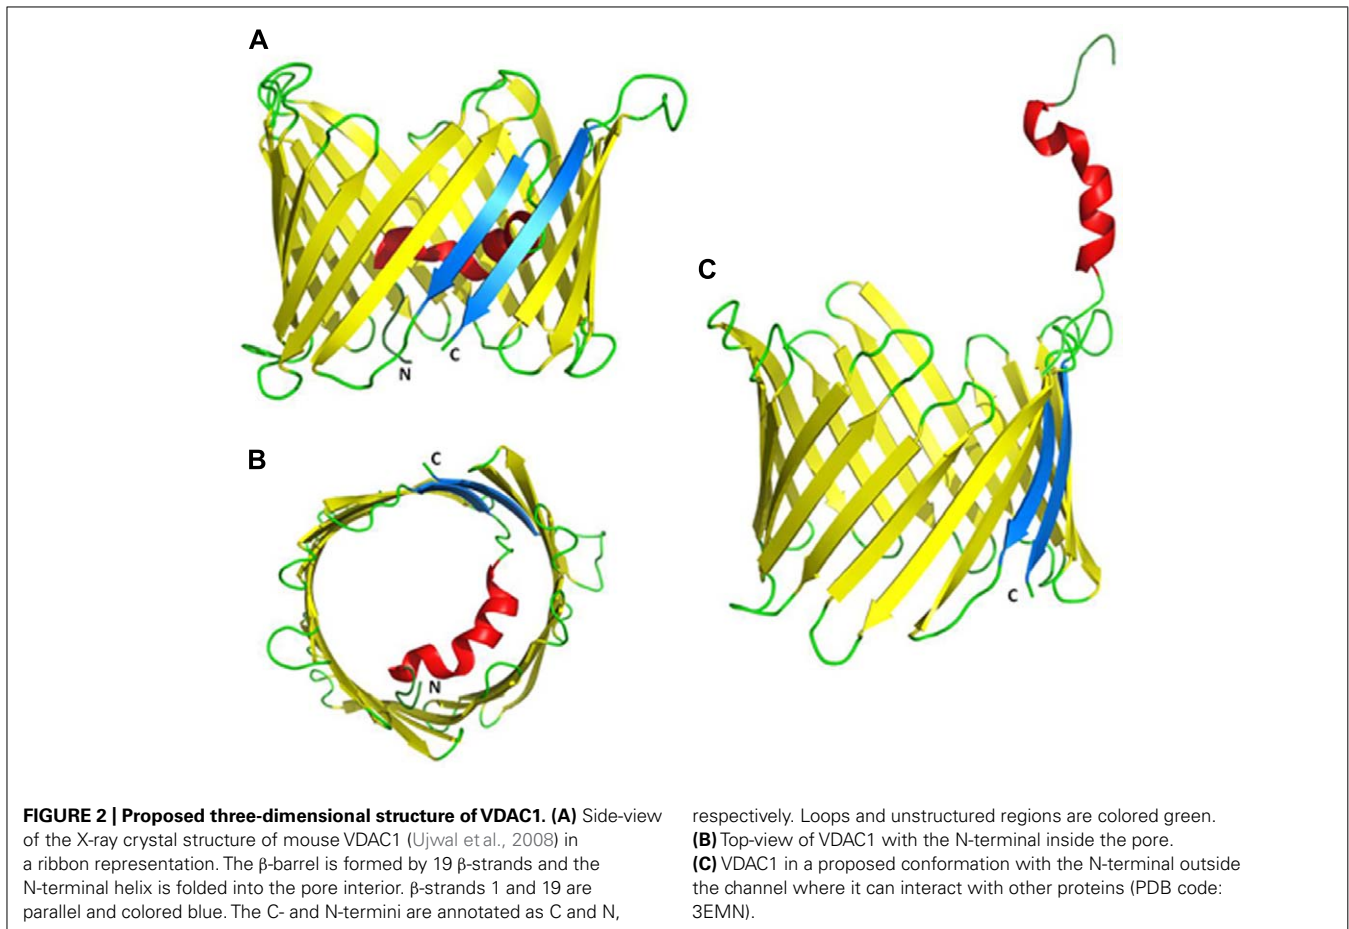 A
N
C
B
C
N
C
C
FIGURE 2 | Proposed three-dimensional structure of VDAC1. (A) Side-view
of the X-ray crystal structure of mouse VDAC1 (Ujwal et al., 2008) in
a ribbon representation. The β-barrel is formed by 19 β-strands and the
N-terminal helix is folded into the pore interior. β-strands 1 and 19 are
parallel and colored blue. The C- and N-termini are annotated as C and N,
respectively. Loops and unstructured regions are colored green.
(B) Top-view of VDAC1 with the N-terminal inside the pore.
(C) VDAC1 in a proposed conformation with the N-terminal outside
the channel where it can interact with other proteins (PDB code:
3EMN).